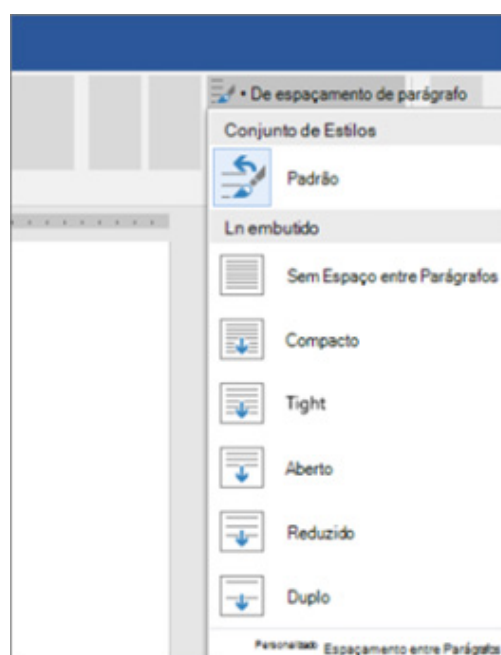 • De espaçamento de parágrafo
Conjunto de Estilos
Padrão
Ln embutido
Sem Espaço entre Parágrafos
Compacto
Tight
Aberto
Reduzido
Duplo
Personalizado Espaçamento entre Parágrafos